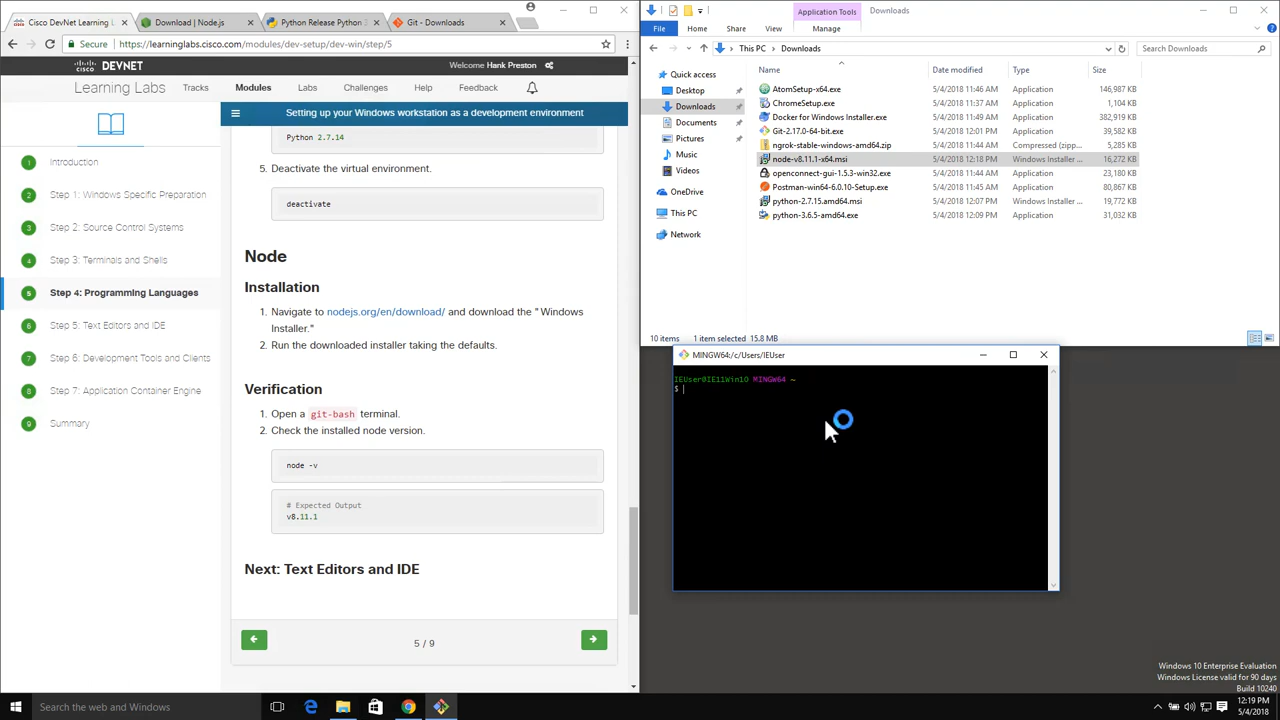 Cisco DevNet Learning L
Download | Node.js
Python Release Python 3
Git - Downloads
Secure
https://learninglabs.cisco.com/modules/dev-setup/dev-win/step/5
cisco DEVNET
Welcome Hank Preston
Learning Labs
Tracks
Modules
Labs
Challenges
Help
Feedback
Setting up your Windows workstation as a development environment
Introduction
Step 1: Windows Specific Preparation
Step 2: Source Control Systems
Step 3: Terminals and Shells
Step 4: Programming Languages
Step 5: Text Editors and IDE
Step 6: Development Tools and Clients
Step 7: Application Container Engine
Summary
1
2
3
4
5
6
7
8
9
Python 2.7.14
5. Deactivate the virtual environment.
deactivate
Node
Installation
1. Navigate to nodejs.org/en/download/ and download the "Windows
Installer."
2. Run the downloaded installer taking the defaults.
Verification
1. Open a git-bash terminal.
2. Check the installed node version.
node -v
# Expected Output
v8.11.1
Next: Text Editors and IDE
5 / 9
Application Tools
Downloads
File
Home
Share
View
Manage
This PC
Downloads
Search Downloads
Quick access
Desktop
Downloads
Documents
Pictures
Music
Videos
OneDrive
This PC
Network
Name Date modified Type Size
AtomSetup-x64.exe 5/4/2018 11:46 AM Application 146,987 KB
ChromeSetup.exe 5/4/2018 11:37 AM Application 1,104 KB
Docker for Windows Installer.exe 5/4/2018 11:44 AM Application 382,919 KB
Git-2.17.0-64-bit.exe 5/4/2018 12:01 PM Application 39,582 KB
ngrok-stable-windows-amd64.zip 5/4/2018 11:44 AM Compressed (zipp... 5,285 KB
node-v8.11.1-x64.msi 5/4/2018 12:18 PM Windows Installer ... 16,272 KB
openconnect-gui-1.5.3-win32.exe 5/4/2018 11:44 AM Application 23,180 KB
Postman-win64-6.0.10-Setup.exe 5/4/2018 11:45 AM Application 80,867 KB
python-2.7.15.amd64.msi 5/4/2018 12:09 PM Windows Installer ... 19,772 KB
python-3.6.5-amd64.exe 5/4/2018 12:09 PM Application 31,032 KB
10 items
1 item selected 15.8 MB
MINGW64:/c/Users/IEUser
IEUser@IE11Win10 MINGW64 ~
$
Windows 10 Enterprise Evaluation
Windows License valid for 90 days
Build 10240
Search the web and Windows
12:19 PM
5/4/2018